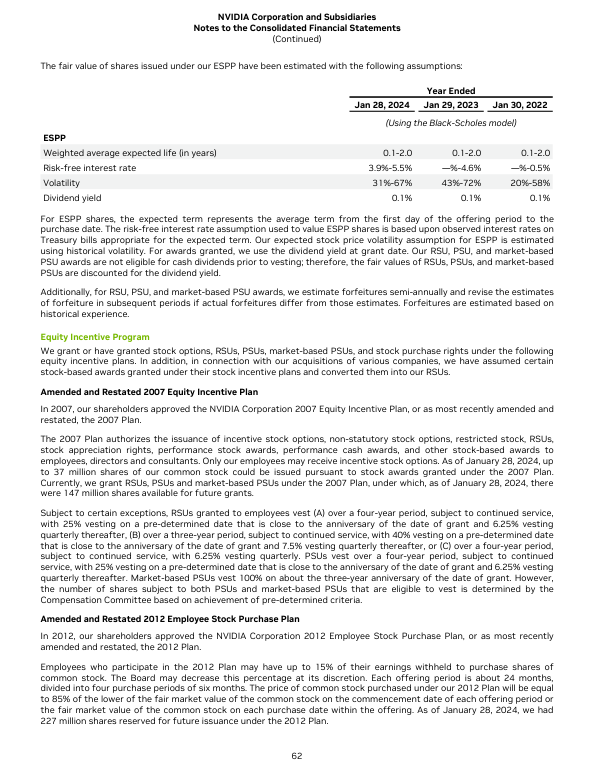 NVIDIA Corporation and Subsidiaries
Notes to the Consolidated Financial Statements
(Continued)
The fair value of shares issued under our ESPP have been estimated with the following assumptions:
Year Ended
Jan 28, 2024 Jan 29, 2023 Jan 30, 2022
(Using the Black-Scholes model)
ESPP
Weighted average expected life (in years) 0.1-2.0 0.1-2.0 0.1-2.0
Risk-free interest rate 3.9%-5.5% —%-4.6% —%-0.5%
Volatility 31%-67% 43%-72% 20%-58%
Dividend yield 0.1% 0.1% 0.1%
For ESPP shares, the expected term represents the average term from the first day of the offering period to the
purchase date. The risk-free interest rate assumption used to value ESPP shares is based upon observed interest rates on
Treasury bills appropriate for the expected term. Our expected stock price volatility assumption for ESPP is estimated
using historical volatility. For awards granted, we use the dividend yield at grant date. Our RSU, PSU, and market-based
PSU awards are not eligible for cash dividends prior to vesting; therefore, the fair values of RSUs, PSUs, and market-based
PSUs are discounted for the dividend yield.
Additionally, for RSU, PSU, and market-based PSU awards, we estimate forfeitures semi-annually and revise the estimates
of forfeiture in subsequent periods if actual forfeitures differ from those estimates. Forfeitures are estimated based on
historical experience.
Equity Incentive Program
We grant or have granted stock options, RSUs, PSUs, market-based PSUs, and stock purchase rights under the following
equity incentive plans. In addition, in connection with our acquisitions of various companies, we have assumed certain
stock-based awards granted under their stock incentive plans and converted them into our RSUs.
Amended and Restated 2007 Equity Incentive Plan
In 2007, our shareholders approved the NVIDIA Corporation 2007 Equity Incentive Plan, or as most recently amended and
restated, the 2007 Plan.
The 2007 Plan authorizes the issuance of incentive stock options, non-statutory stock options, restricted stock, RSUs,
stock appreciation rights, performance stock awards, performance cash awards, and other stock-based awards to
employees, directors and consultants. Only our employees may receive incentive stock options. As of January 28, 2024, up
to 37 million shares of our common stock could be issued pursuant to stock awards granted under the 2007 Plan.
Currently, we grant RSUs, PSUs and market-based PSUs under the 2007 Plan, under which, as of January 28, 2024, there
were 147 million shares available for future grants.
Subject to certain exceptions, RSUs granted to employees vest (A) over a four-year period, subject to continued service,
with 25% vesting on a pre-determined date that is close to the anniversary of the date of grant and 6.25% vesting
quarterly thereafter, (B) over a three-year period, subject to continued service, with 40% vesting on a pre-determined date
that is close to the anniversary of the date of grant and 7.5% vesting quarterly thereafter, or (C) over a four-year period,
subject to continued service, with 6.25% vesting quarterly. PSUs vest over a four-year period, subject to continued
service, with 25% vesting on a pre-determined date that is close to the anniversary of the date of grant and 6.25% vesting
quarterly thereafter. Market-based PSUs vest 100% on about the three-year anniversary of the date of grant. However,
the number of shares subject to both PSUs and market-based PSUs that are eligible to vest is determined by the
Compensation Committee based on achievement of pre-determined criteria.
Amended and Restated 2012 Employee Stock Purchase Plan
In 2012, our shareholders approved the NVIDIA Corporation 2012 Employee Stock Purchase Plan, or as most recently
amended and restated, the 2012 Plan.
Employees who participate in the 2012 Plan may have up to 15% of their earnings withheld to purchase shares of
common stock. The Board may decrease this percentage at its discretion. Each offering period is about 24 months,
divided into four purchase periods of six months. The price of common stock purchased under our 2012 Plan will be equal
to 85% of the lower of the fair market value of the common stock on the commencement date of each offering period or
the fair market value of the common stock on each purchase date within the offering. As of January 28, 2024, we had
227 million shares reserved for future issuance under the 2012 Plan.
62